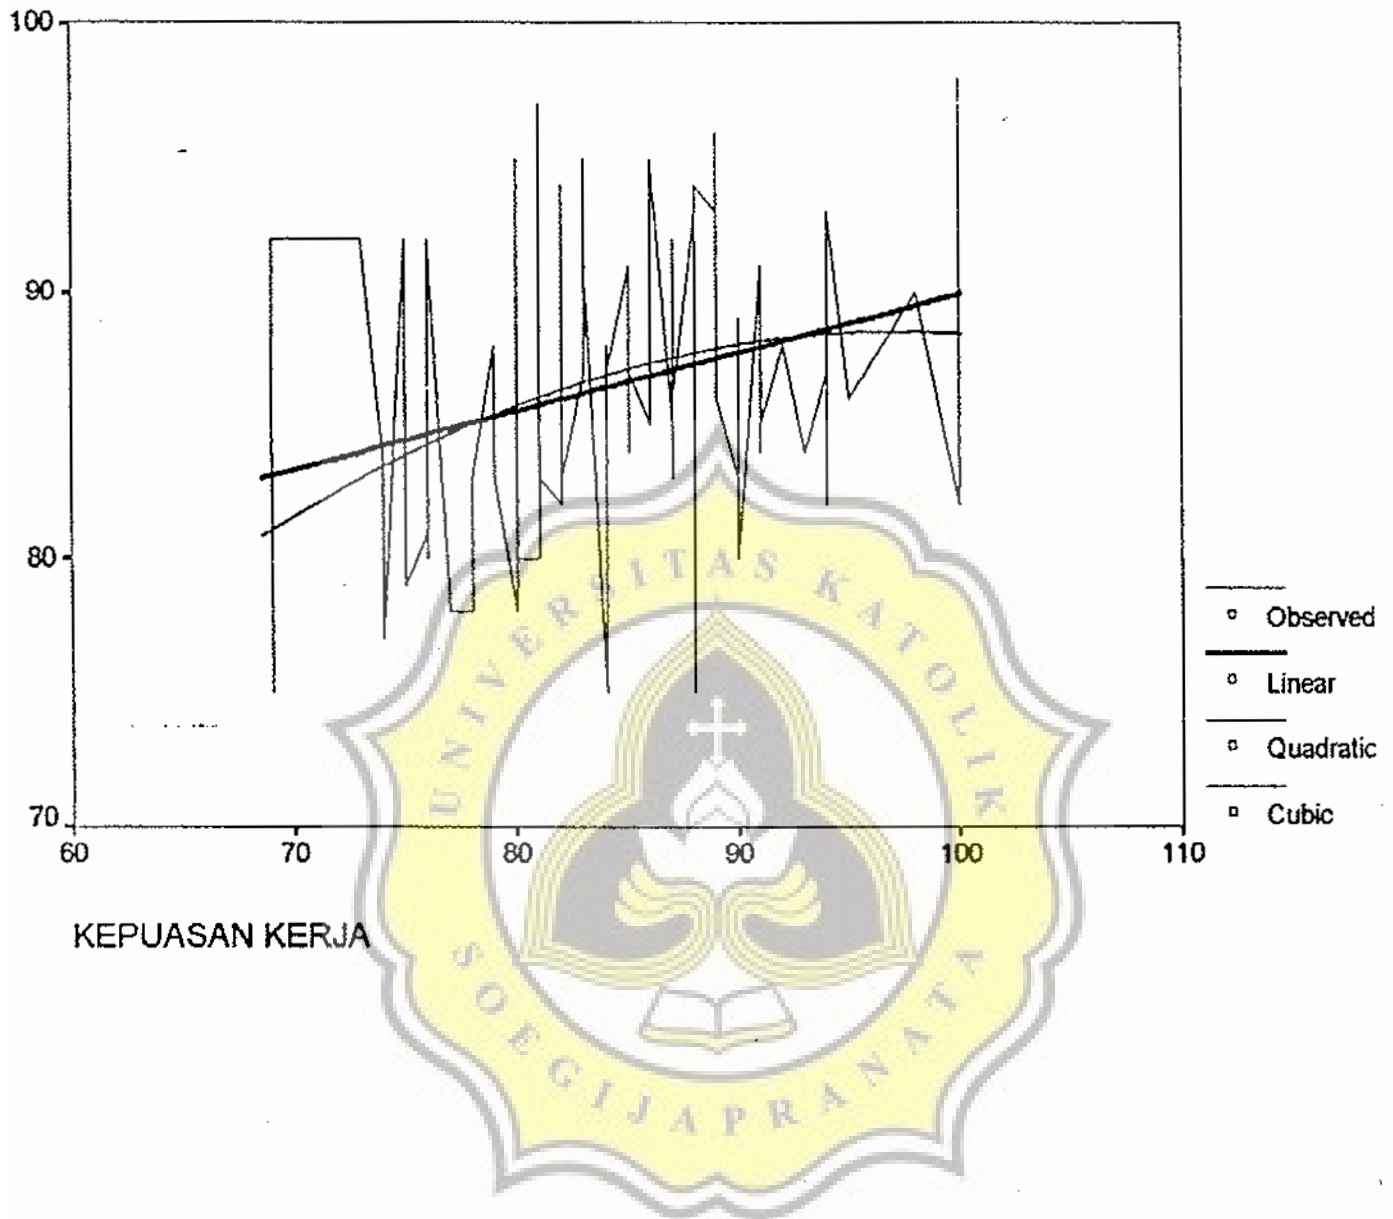 100
90
80
70
60 70 80 90 100 110
Observed
Linear
Quadratic
Cubic
KEPUASAN KERJA
UNIVERSITAS KATOLIK
SOEGIJAPRANATA